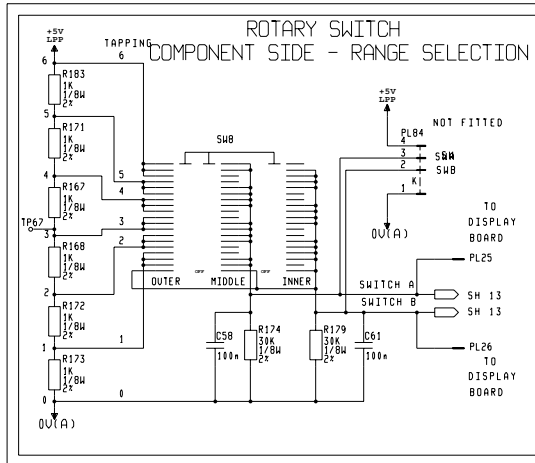 ROTARY SWITCH
COMPONENT SIDE - RANGE SELECTION
+5V
LPP
TAPPING
6
6
R183
1K
1/8W
2%
5
R171
1K
1/8W
2%
4
R167
1K
1/8W
2%
TP67
3
R168
1K
1/8W
2%
2
R172
1K
1/8W
2%
1
R173
1K
1/8W
2%
0
0V(A)
5
4
3
2
1
0
SW8
OUTER
OFF
MIDDLE
OFF
INNER
C58
100n
R174
30K
1/8W
2%
R179
30K
1/8W
2%
C61
100n
+5V
LPP
PL84
NOT FITTED
4
3
SWA
2
SWB
K
1
0V(A)
TO
DISPLAY
BOARD
PL25
SWITCH A
SH 13
SWITCH B
SH 13
PL26
TO
DISPLAY
BOARD